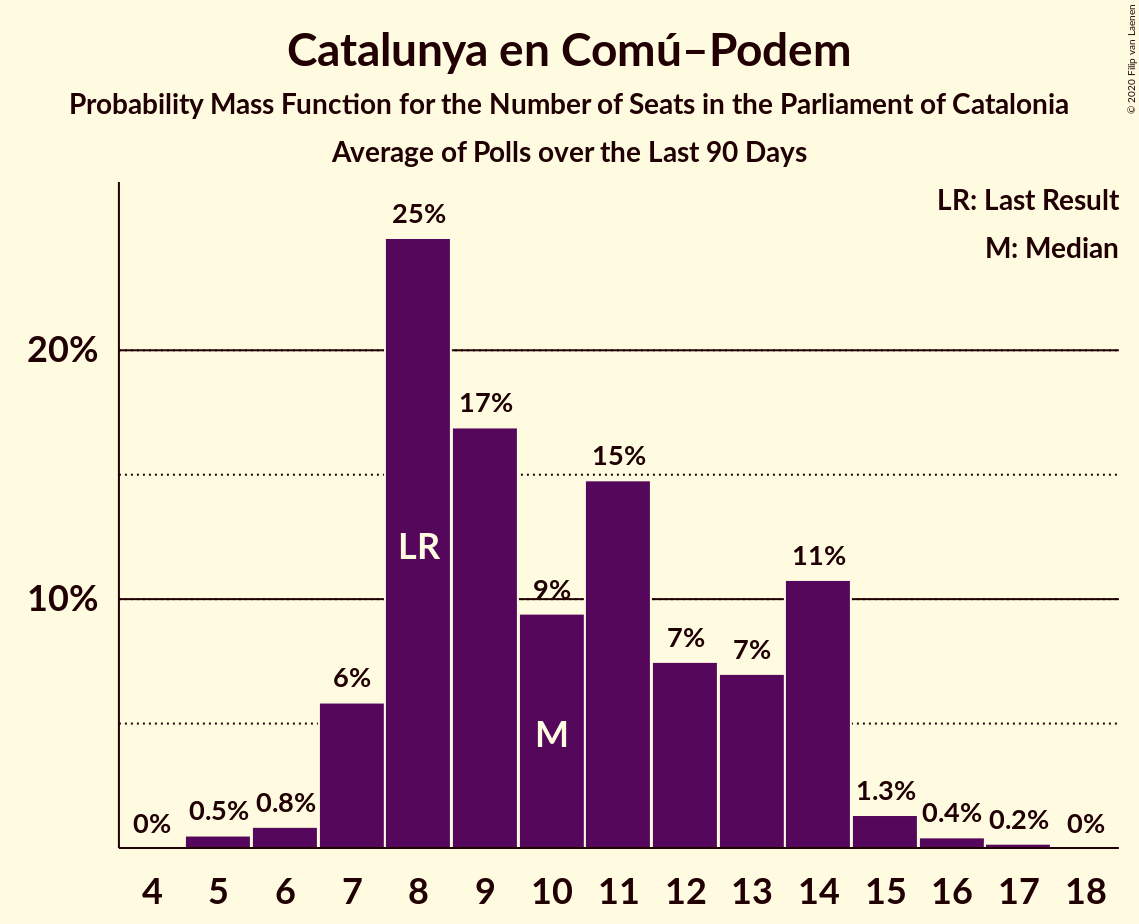 Catalunya en Comú–Podem
Probability Mass Function for the Number of Seats in the Parliament of Catalonia
Average of Polls over the Last 90 Days
© 2020 Filip van Laenen
LR: Last Result
M: Median
25%
20%
17%
15%
LR
11%
10%
9%
7%
7%
6%
M
1.3%
0.8%
0.5%
0.4%
0.2%
0%
0%
4 5 6 7 8 9 10 11 12 13 14 15 16 17 18